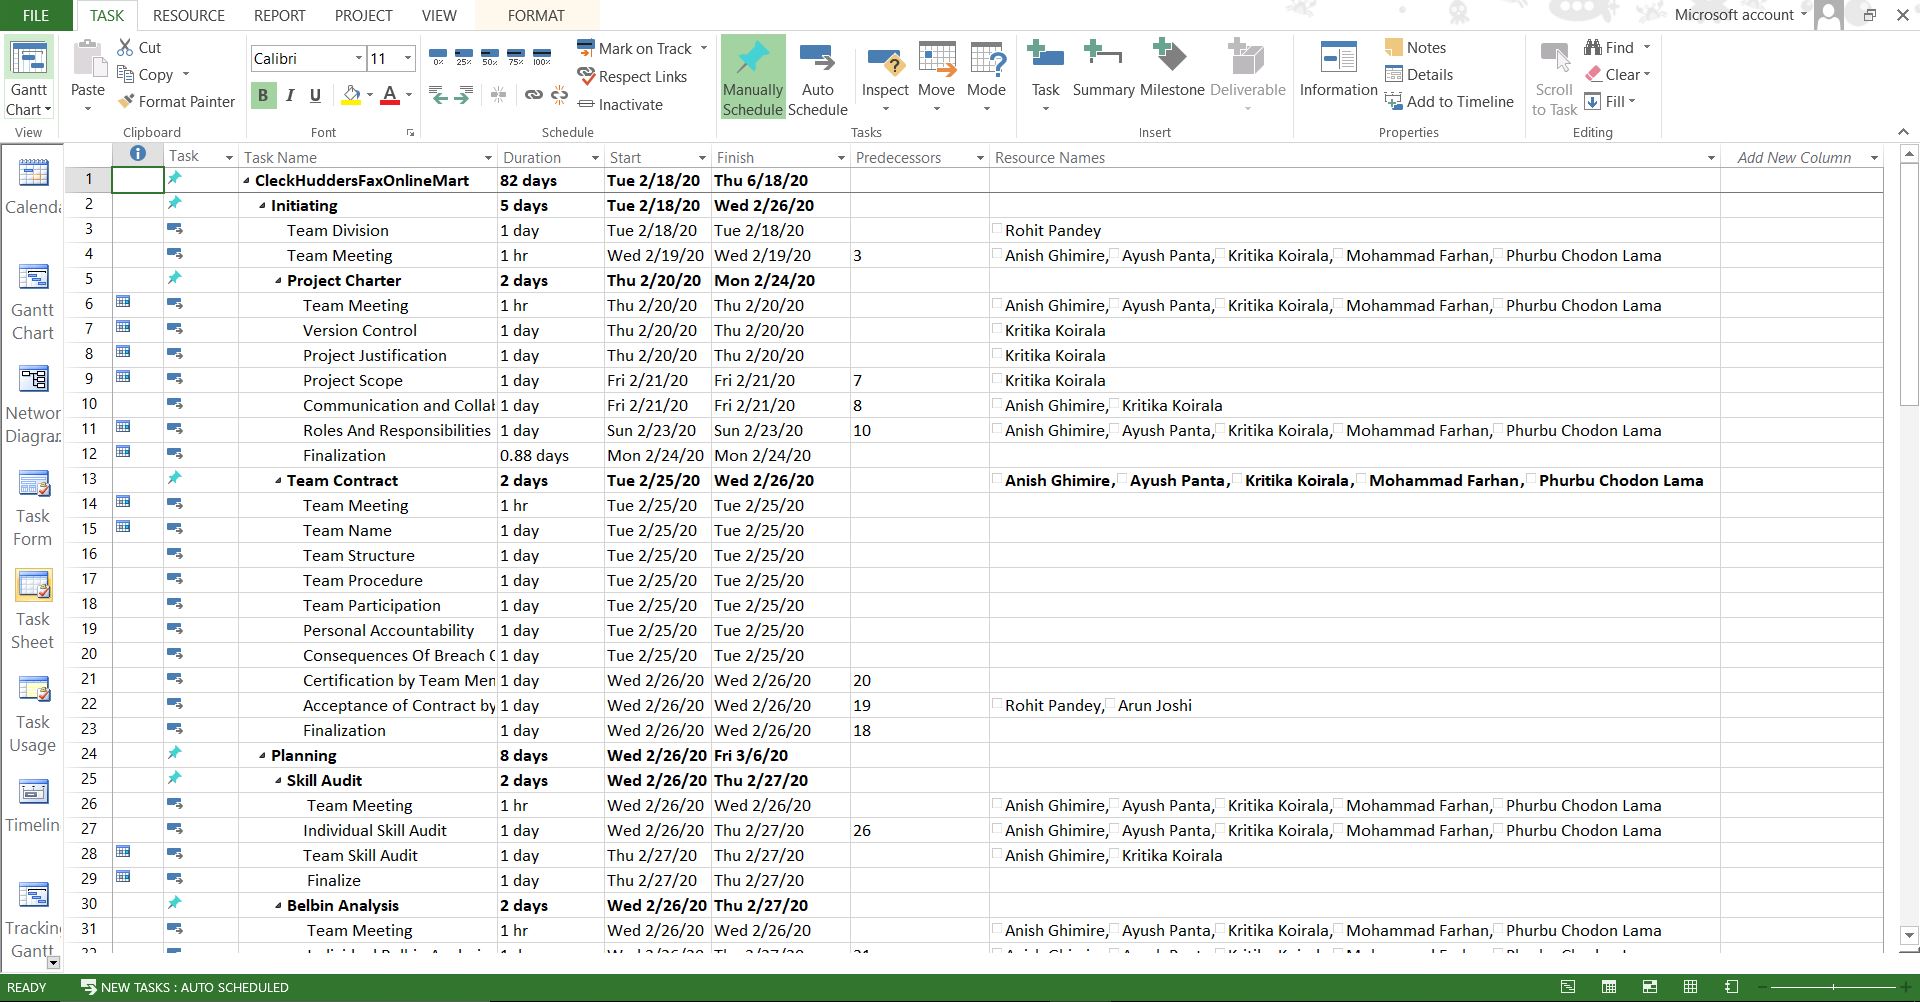 FILE TASK RESOURCE REPORT PROJECT VIEW FORMAT Microsoft account
Gantt Chart
View
Paste
Cut
Copy
Format Painter
Clipboard
Calibri 11
B I U A
Font
0% 25% 50% 75% 100%
Mark on Track
Respect Links
Inactivate
Schedule
Manually Schedule
Auto Schedule
Inspect Move Mode
Tasks
Task Summary Milestone Deliverable
Insert
Information
Notes
Details
Add to Timeline
Properties
Scroll to Task
Find
Clear
Fill
Editing
Calenda
Gantt Chart
Networ
Diagra
Task Form
Task Sheet
Task Usage
Timelin
Trackin
Gantt
Task Task Name Duration Start Finish Predecessors Resource Names Add New Column
1 CleckHuddersFaxOnlineMart 82 days Tue 2/18/20 Thu 6/18/20
2 Initiating 5 days Tue 2/18/20 Wed 2/26/20
3 Team Division 1 day Tue 2/18/20 Tue 2/18/20 Rohit Pandey
4 Team Meeting 1 hr Wed 2/19/20 Wed 2/19/20 3 Anish Ghimire, Ayush Panta, Kritika Koirala, Mohammad Farhan, Phurbu Chodon Lama
5 Project Charter 2 days Thu 2/20/20 Mon 2/24/20
6 Team Meeting 1 hr Thu 2/20/20 Thu 2/20/20 Anish Ghimire, Ayush Panta, Kritika Koirala, Mohammad Farhan, Phurbu Chodon Lama
7 Version Control 1 day Thu 2/20/20 Thu 2/20/20 Kritika Koirala
8 Project Justification 1 day Thu 2/20/20 Thu 2/20/20 Kritika Koirala
9 Project Scope 1 day Fri 2/21/20 Fri 2/21/20 7 Kritika Koirala
10 Communication and Collab 1 day Fri 2/21/20 Fri 2/21/20 8 Anish Ghimire, Kritika Koirala
11 Roles And Responsibilities 1 day Sun 2/23/20 Sun 2/23/20 10 Anish Ghimire, Ayush Panta, Kritika Koirala, Mohammad Farhan, Phurbu Chodon Lama
12 Finalization 0.88 days Mon 2/24/20 Mon 2/24/20
13 Team Contract 2 days Tue 2/25/20 Wed 2/26/20 Anish Ghimire, Ayush Panta, Kritika Koirala, Mohammad Farhan, Phurbu Chodon Lama
14 Team Meeting 1 hr Tue 2/25/20 Tue 2/25/20
15 Team Name 1 day Tue 2/25/20 Tue 2/25/20
16 Team Structure 1 day Tue 2/25/20 Tue 2/25/20
17 Team Procedure 1 day Tue 2/25/20 Tue 2/25/20
18 Team Participation 1 day Tue 2/25/20 Tue 2/25/20
19 Personal Accountability 1 day Tue 2/25/20 Tue 2/25/20
20 Consequences Of Breach 1 day Tue 2/25/20 Tue 2/25/20
21 Certification by Team Mem 1 day Wed 2/26/20 Wed 2/26/20 20
22 Acceptance of Contract by 1 day Wed 2/26/20 Wed 2/26/20 19 Rohit Pandey, Arun Joshi
23 Finalization 1 day Wed 2/26/20 Wed 2/26/20 18
24 Planning 8 days Wed 2/26/20 Fri 3/6/20
25 Skill Audit 2 days Wed 2/26/20 Thu 2/27/20
26 Team Meeting 1 hr Wed 2/26/20 Wed 2/26/20 Anish Ghimire, Ayush Panta, Kritika Koirala, Mohammad Farhan, Phurbu Chodon Lama
27 Individual Skill Audit 1 day Wed 2/26/20 Thu 2/27/20 26 Anish Ghimire, Ayush Panta, Kritika Koirala, Mohammad Farhan, Phurbu Chodon Lama
28 Team Skill Audit 1 day Thu 2/27/20 Thu 2/27/20 Anish Ghimire, Kritika Koirala
29 Finalize 1 day Thu 2/27/20 Thu 2/27/20
30 Belbin Analysis 2 days Wed 2/26/20 Thu 2/27/20
31 Team Meeting 1 hr Wed 2/26/20 Wed 2/26/20 Anish Ghimire, Ayush Panta, Kritika Koirala, Mohammad Farhan, Phurbu Chodon Lama
READY NEW TASKS : AUTO SCHEDULED